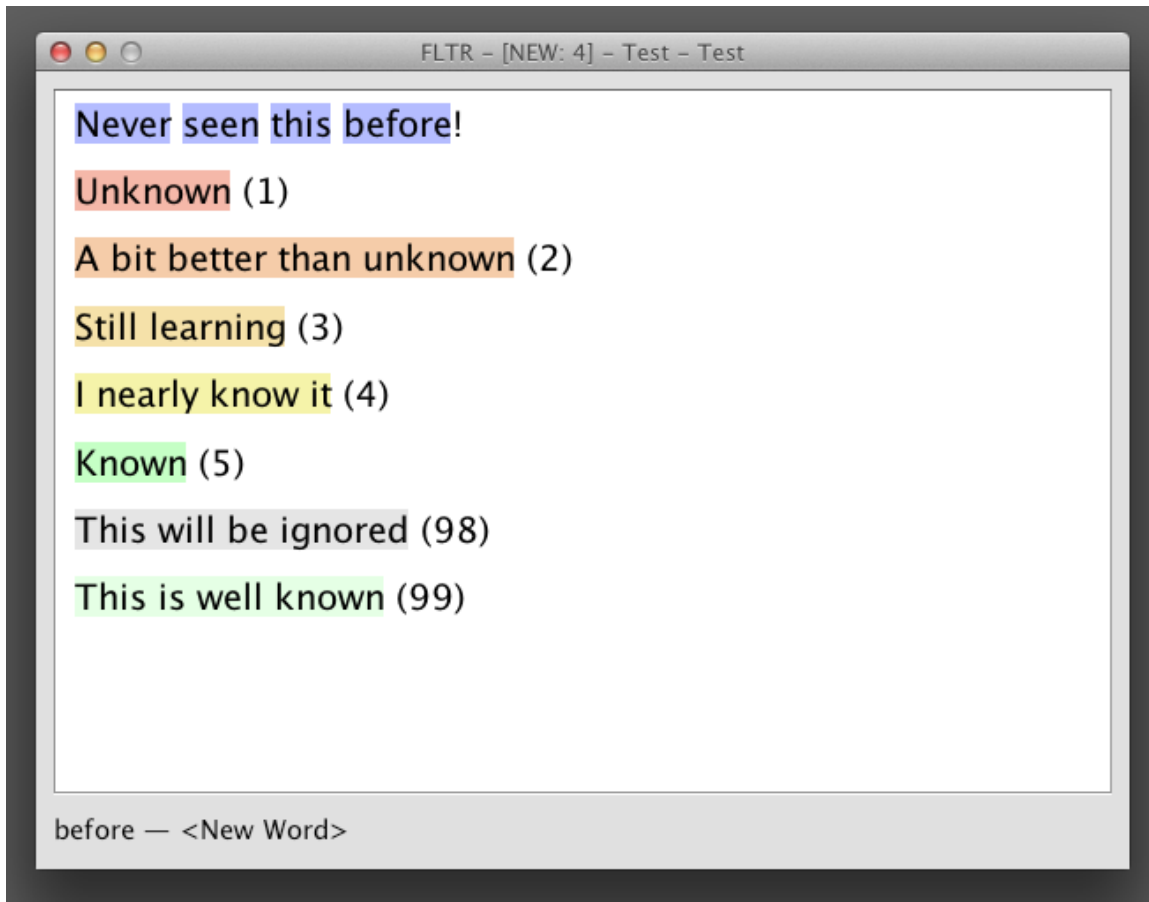 FLTR – [NEW: 4] – Test – Test
Never seen this before!
Unknown (1)
A bit better than unknown (2)
Still learning (3)
I nearly know it (4)
Known (5)
This will be ignored (98)
This is well known (99)
before — <New Word>